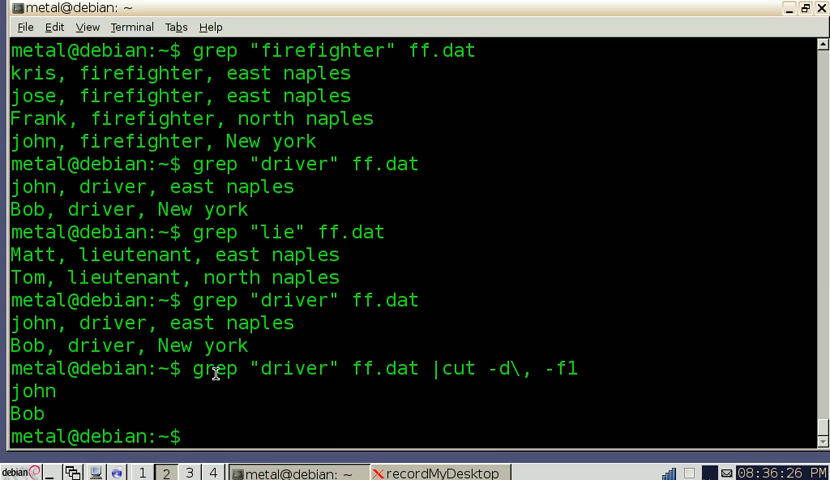 metal@debian: ~
File Edit View Terminal Tabs Help
metal@debian:~$ grep "firefighter" ff.dat
kris, firefighter, east naples
jose, firefighter, east naples
Frank, firefighter, north naples
john, firefighter, New york
metal@debian:~$ grep "driver" ff.dat
john, driver, east naples
Bob, driver, New york
metal@debian:~$ grep "lie" ff.dat
Matt, lieutenant, east naples
Tom, lieutenant, north naples
metal@debian:~$ grep "driver" ff.dat
john, driver, east naples
Bob, driver, New york
metal@debian:~$ grep "driver" ff.dat |cut -d\, -f1
john
Bob
metal@debian:~$
debian 1 2 3 4 metal@debian: ~ recordMyDesktop 08:36:26 PM